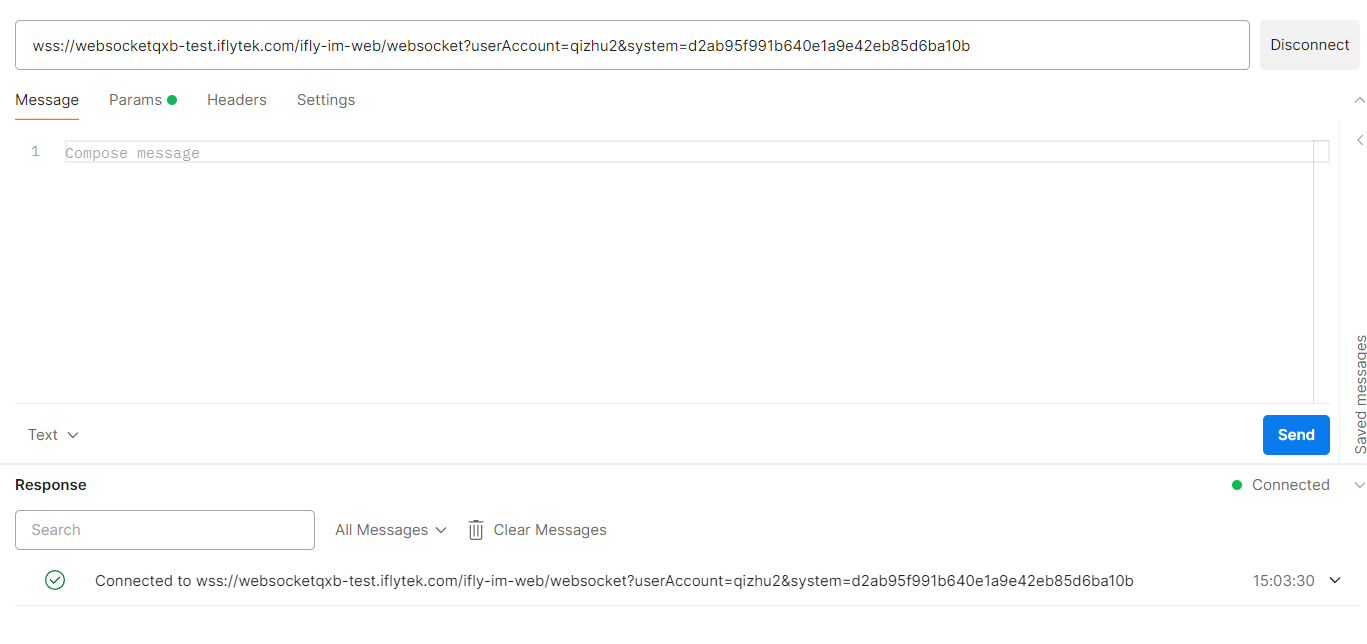 wss://websocketqxb-test.iflytek.com/ifly-im-web/websocket?userAccount=qizhu2&system=d2ab95f991b640e1a9e42eb85d6ba10b Disconnect
Message Params Headers Settings
1 Compose message
Saved messages
Text Send
Response Connected
Search All Messages Clear Messages
Connected to wss://websocketqxb-test.iflytek.com/ifly-im-web/websocket?userAccount=qizhu2&system=d2ab95f991b640e1a9e42eb85d6ba10b 15:03:30